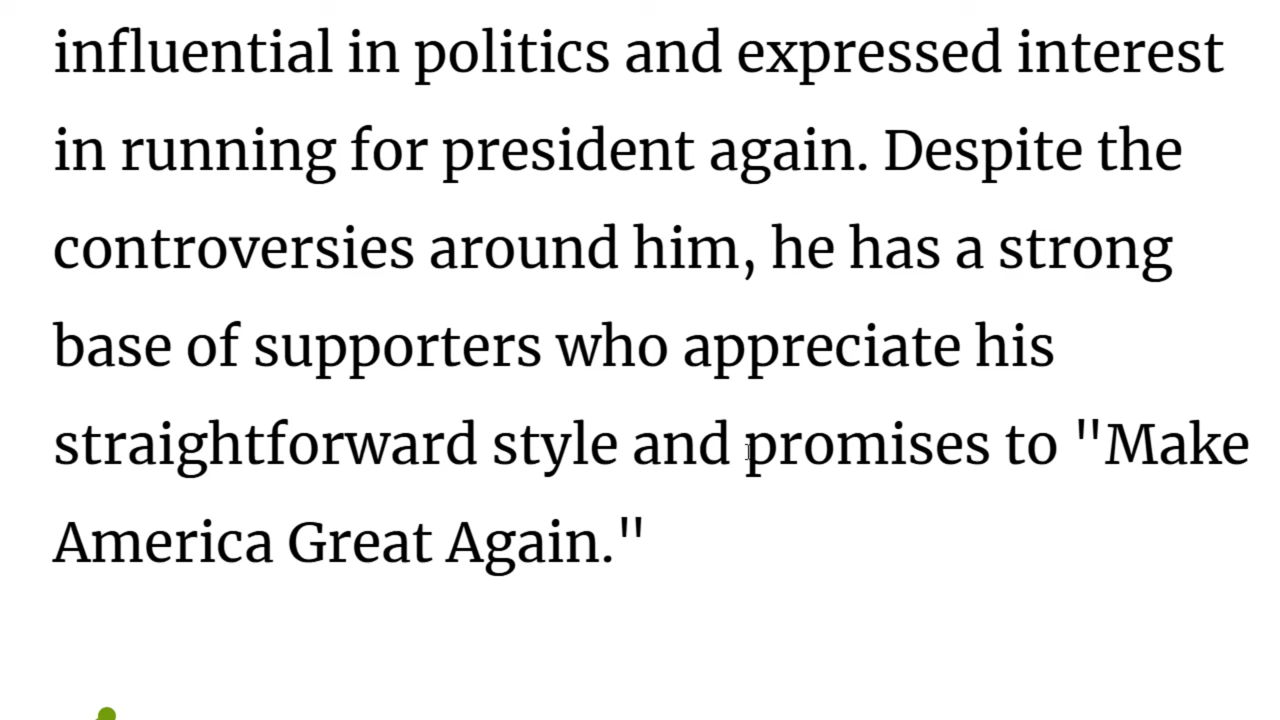 influential in politics and expressed interest
in running for president again. Despite the
controversies around him, he has a strong
base of supporters who appreciate his
straightforward style and promises to "Make
America Great Again."